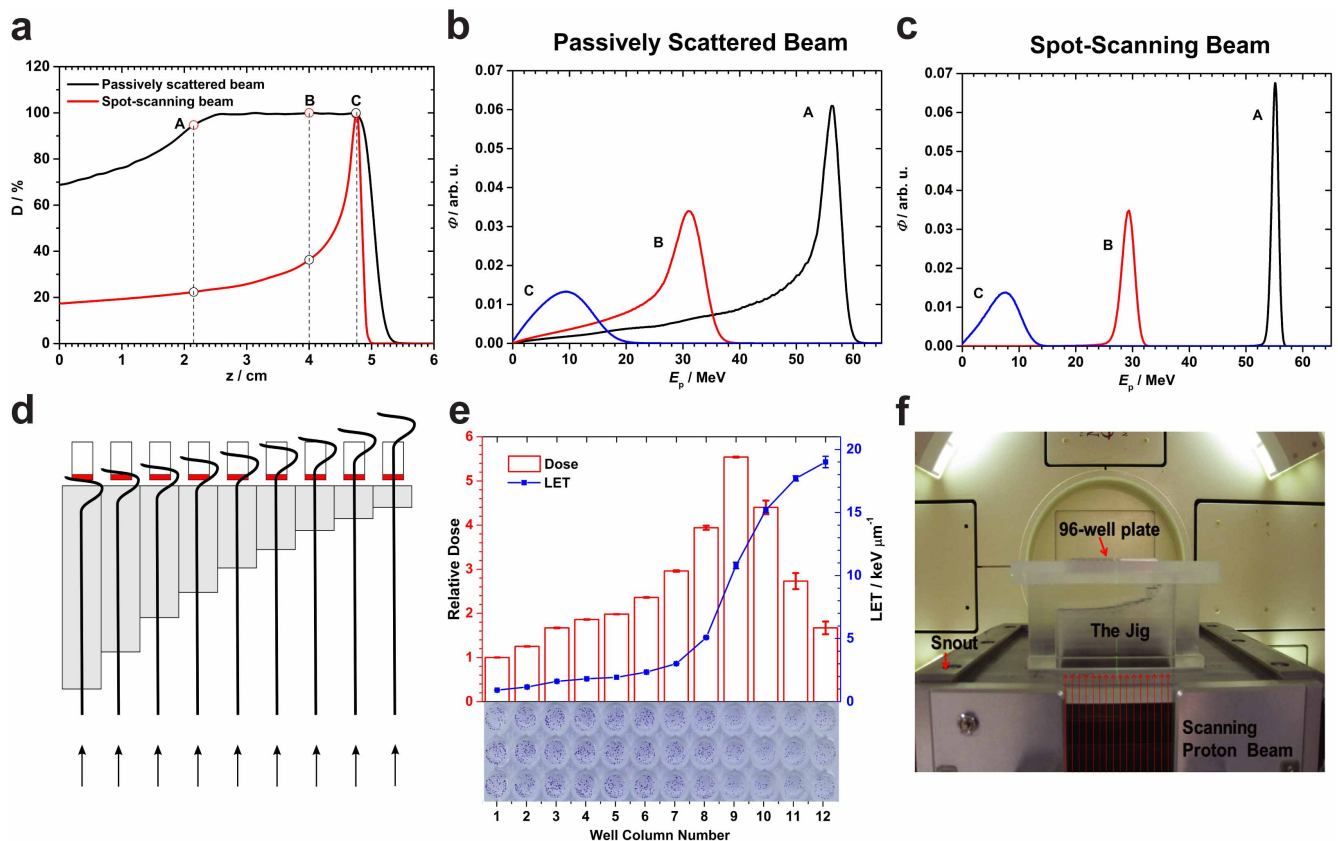 a
120
100
80
60
40
20
0
D / %
Passively scattered beam
Spot-scanning beam
A
B
C
0
1
2
3
4
5
6
z / cm
b
Passively Scattered Beam
0.07
0.06
0.05
0.04
0.03
0.02
0.01
0.00
Φ / arb. u.
A
B
C
0
10
20
30
40
50
60
Ep / MeV
c
Spot-Scanning Beam
0.07
0.06
0.05
0.04
0.03
0.02
0.01
0.00
Φ / arb. u.
A
B
C
0
10
20
30
40
50
60
Ep / MeV
d
e
6
5
4
3
2
1
0
Relative Dose
Dose
LET
20
15
10
5
0
LET / keV μm-1
1 2 3 4 5 6 7 8 9 10 11 12
Well Column Number
f
96-well plate
The Jig
Snout
Scanning
Proton Beam